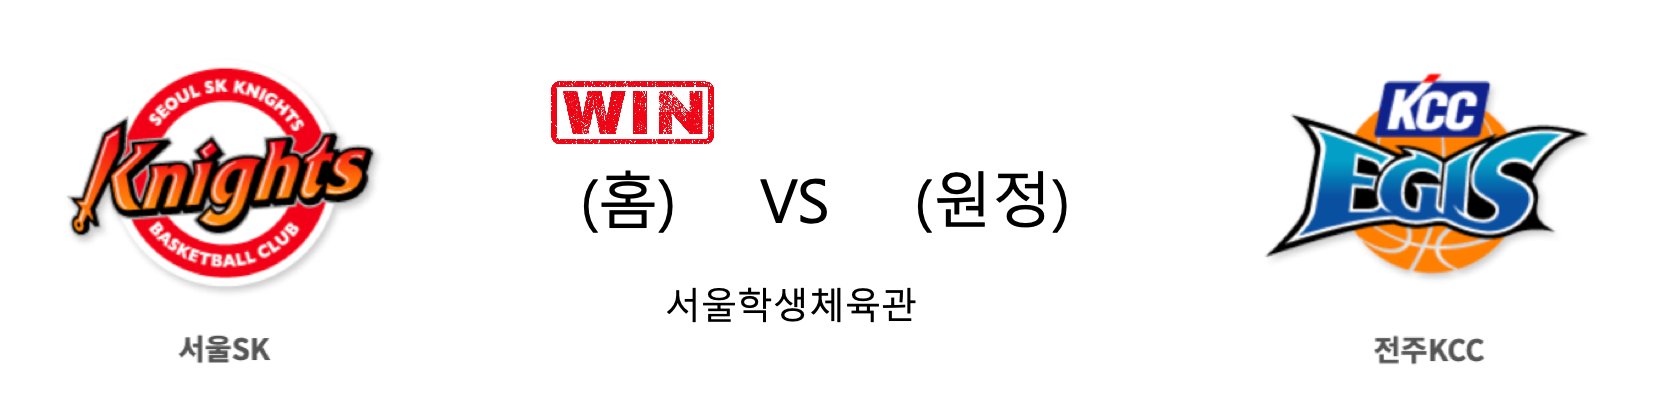 SEOUL SK KNIGHTS
Knights
BASKETBALL CLUB
서울SK
WIN
(홈) VS (원정)
서울학생체육관
KCC
EGIS
전주KCC